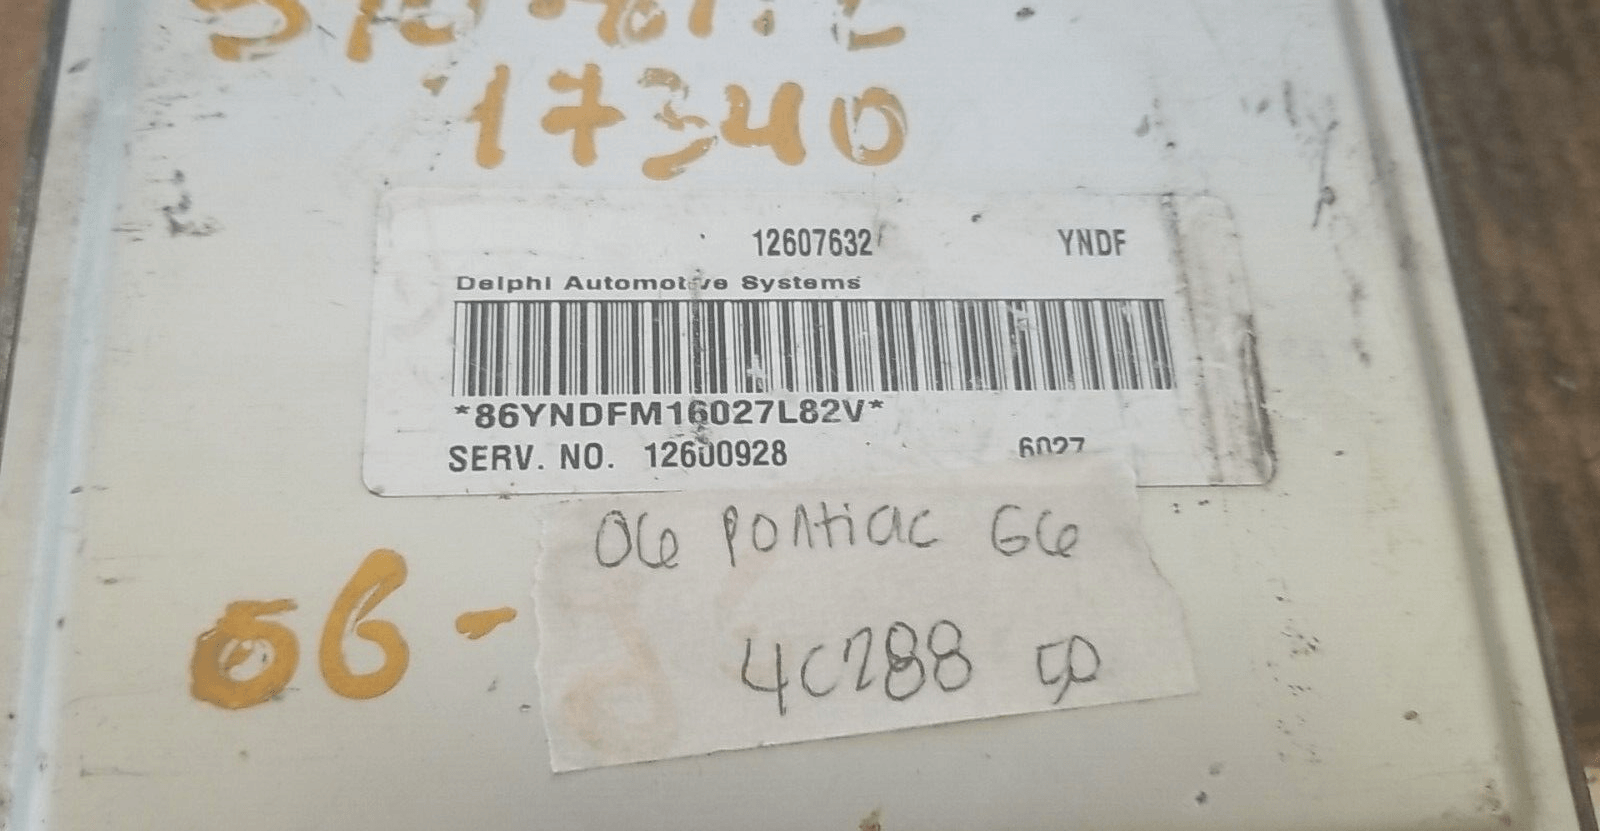 17340
12607632 YNDF
Delphi Automotive Systems
*86YNDFM16027L82V*
SERV. NO. 12600928 6027
06 Pontiac G6
06-
4C288